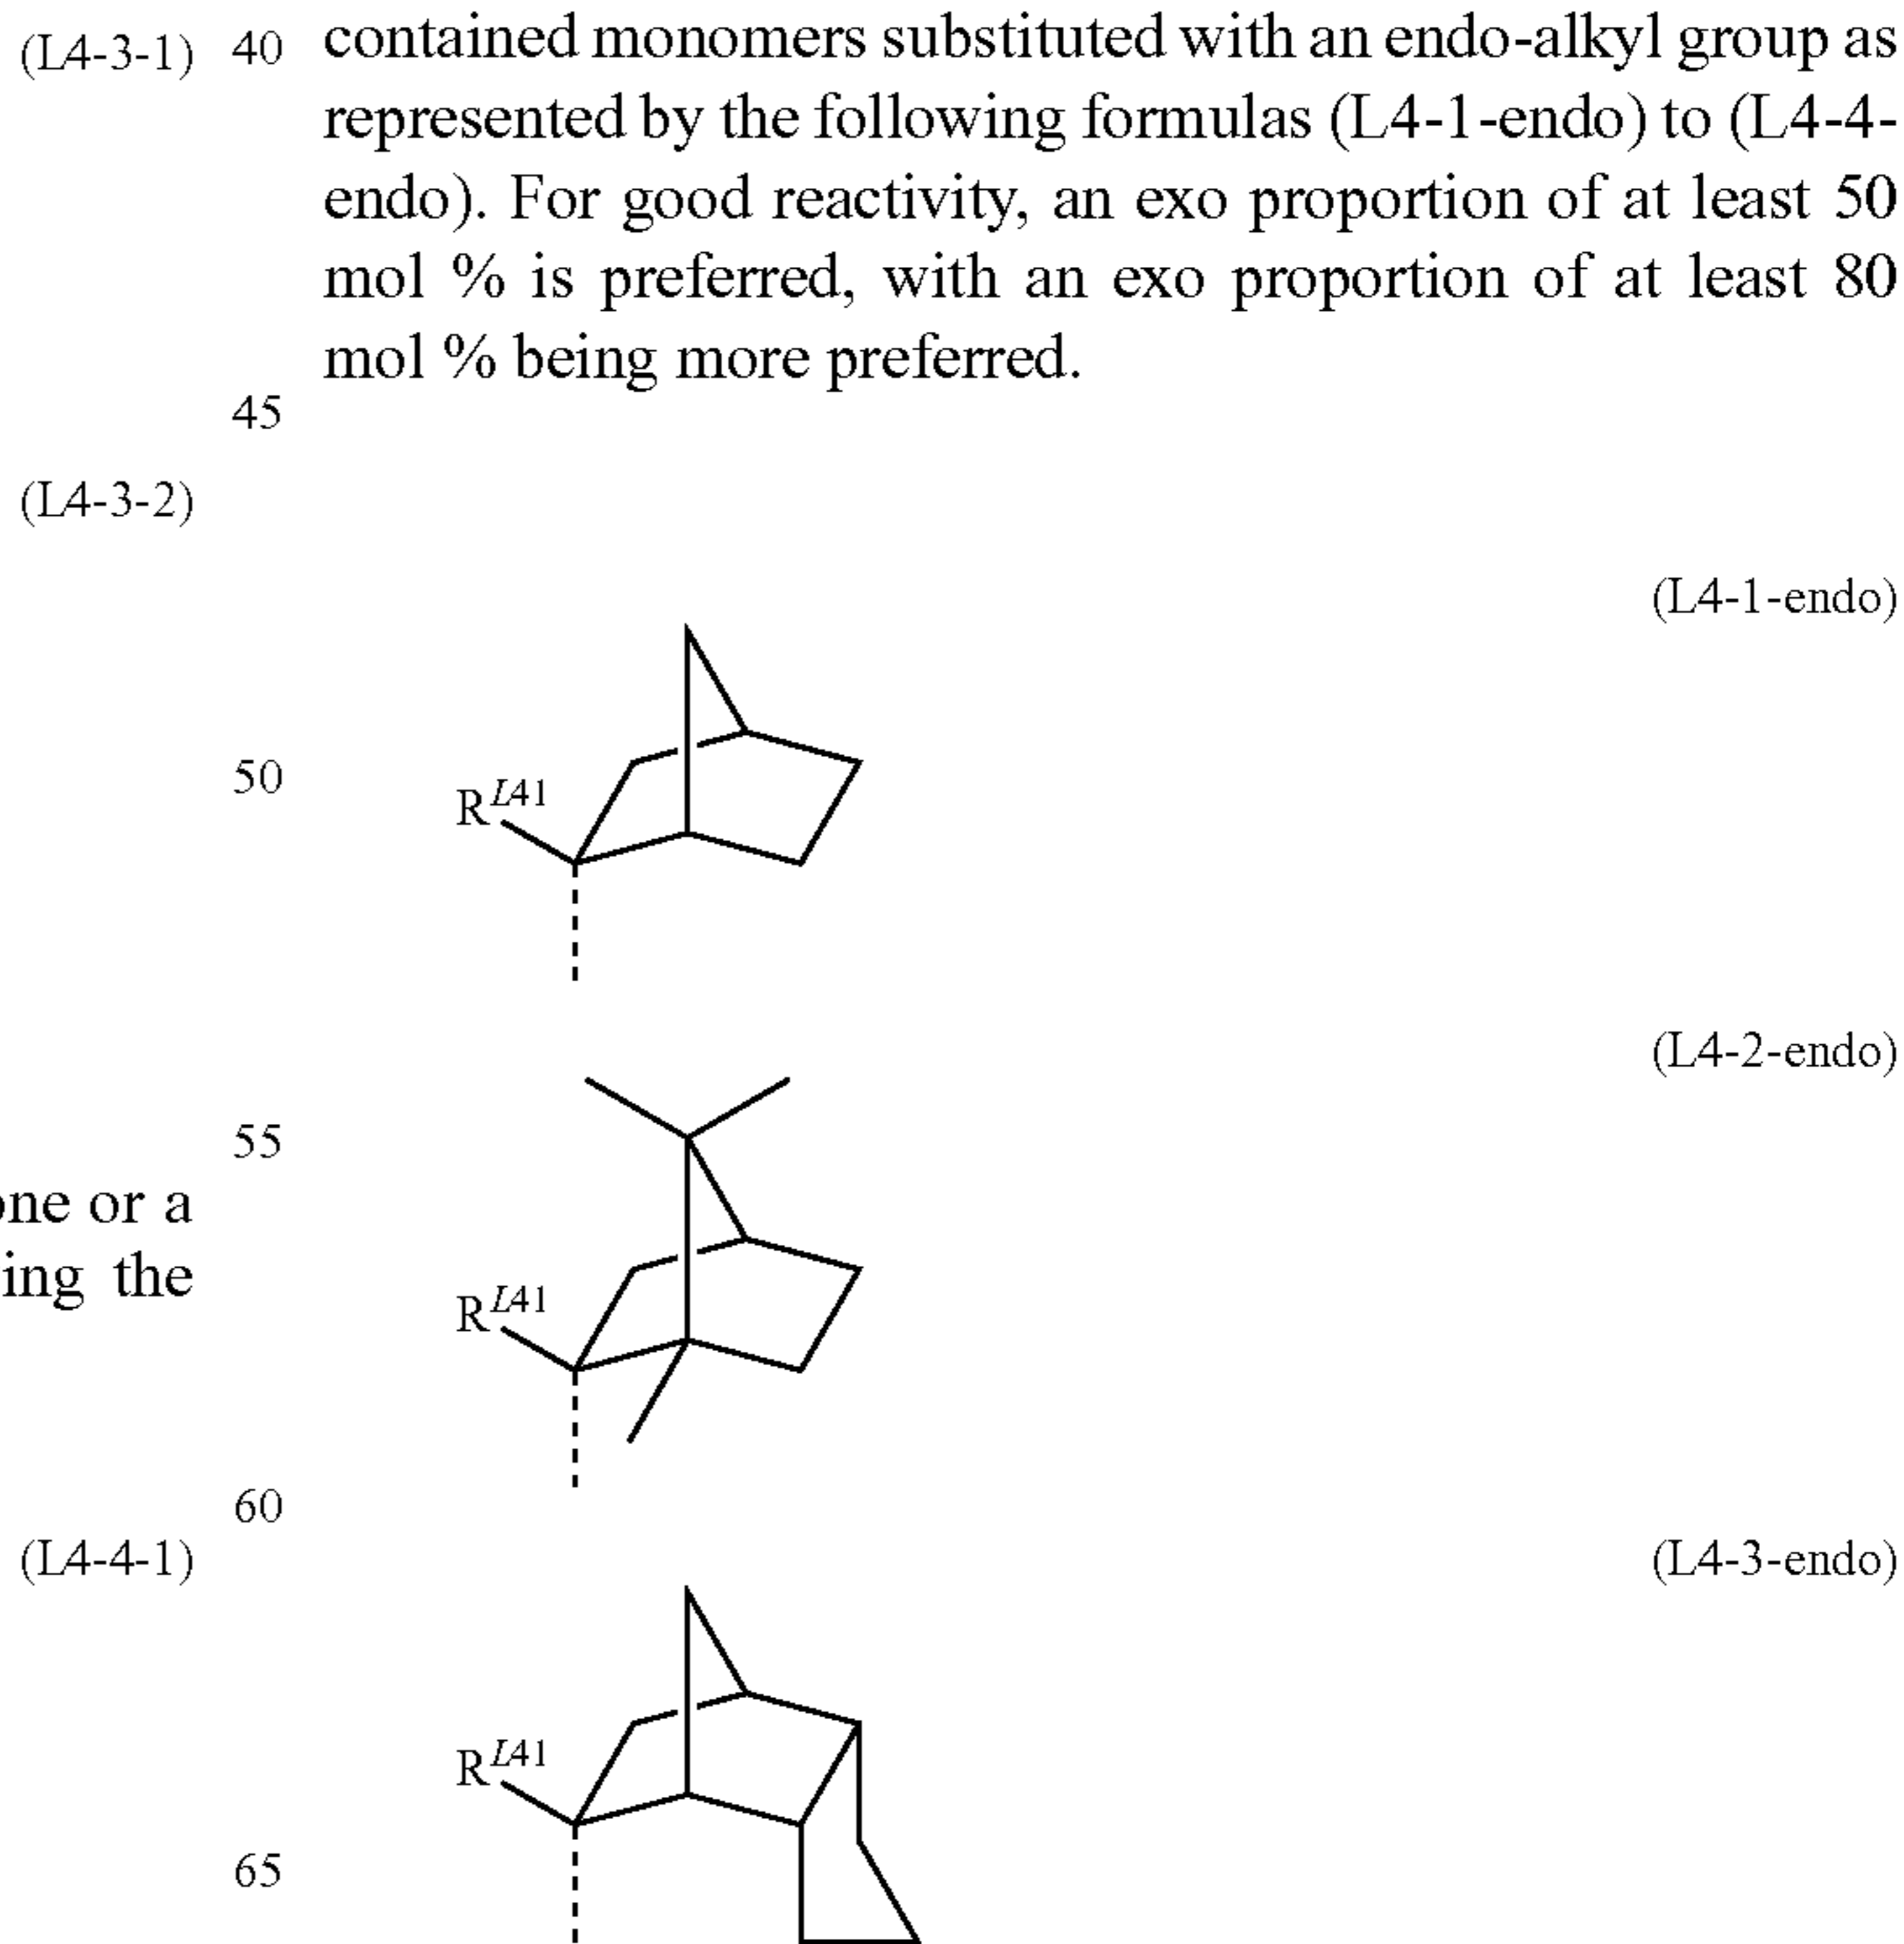 (L4-3-1)
40
contained monomers substituted with an endo-alkyl group as
represented by the following formulas (L4-1-endo) to (L4-4-
endo). For good reactivity, an exo proportion of at least 50
mol % is preferred, with an exo proportion of at least 80
mol % being more preferred.
45
(L4-3-2)
(L4-1-endo)
50
R^L41
(L4-2-endo)
55
one or a
ing the
R^L41
60
(L4-4-1)
(L4-3-endo)
R^L41
65